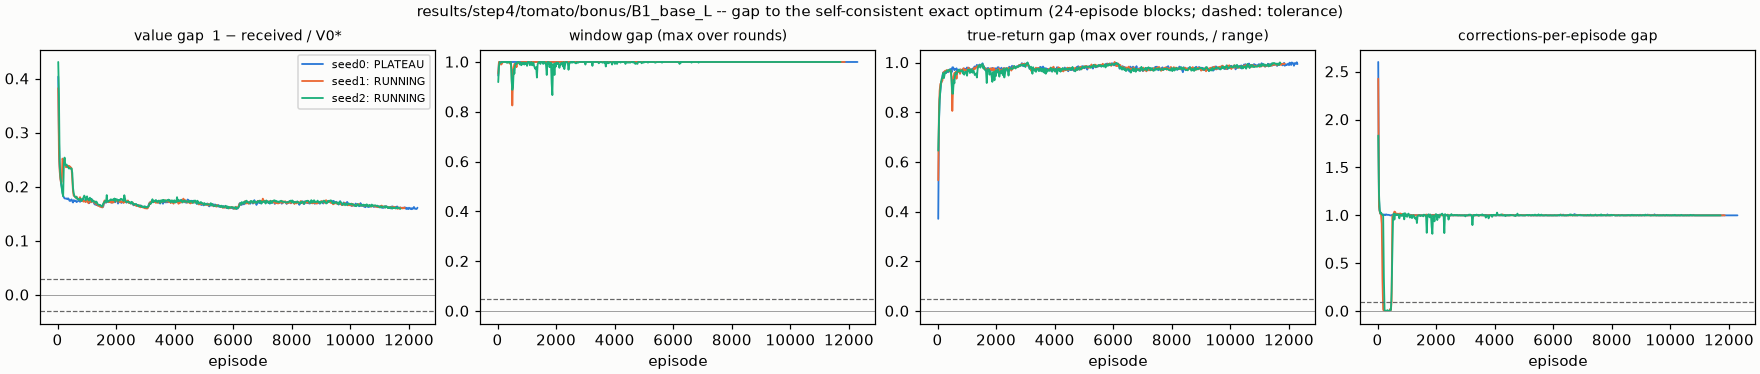 results/step4/tomato/bonus/B1_base_L -- gap to the self-consistent exact optimum (24-episode blocks; dashed: tolerance)
value gap 1 − received / V0*
0.4
0.3
0.2
0.1
0.0
seed0: PLATEAU
seed1: RUNNING
seed2: RUNNING
0 2000 4000 6000 8000 10000 12000
episode
window gap (max over rounds)
1.0
0.8
0.6
0.4
0.2
0.0
0 2000 4000 6000 8000 10000 12000
episode
true-return gap (max over rounds, / range)
1.0
0.8
0.6
0.4
0.2
0.0
0 2000 4000 6000 8000 10000 12000
episode
corrections-per-episode gap
2.5
2.0
1.5
1.0
0.5
0.0
0 2000 4000 6000 8000 10000 12000
episode